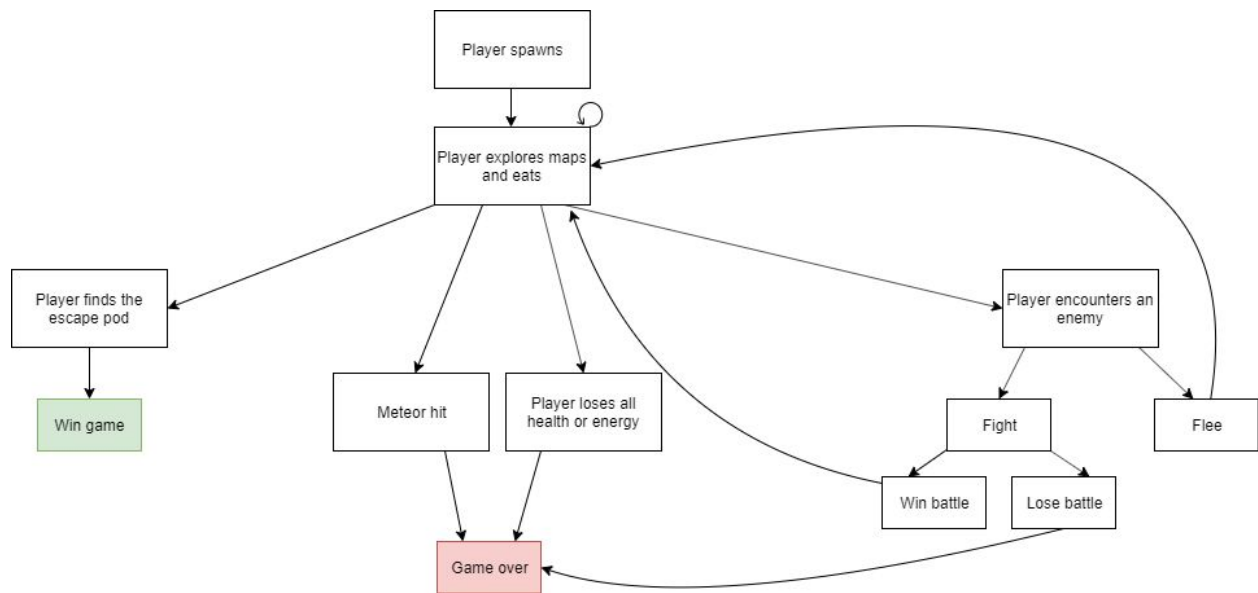 Player spawns
Player explores maps
and eats
Player finds the
escape pod
Player encounters an
enemy
Meteor hit
Player loses all
health or energy
Win game
Fight
Flee
Win battle
Lose battle
Game over